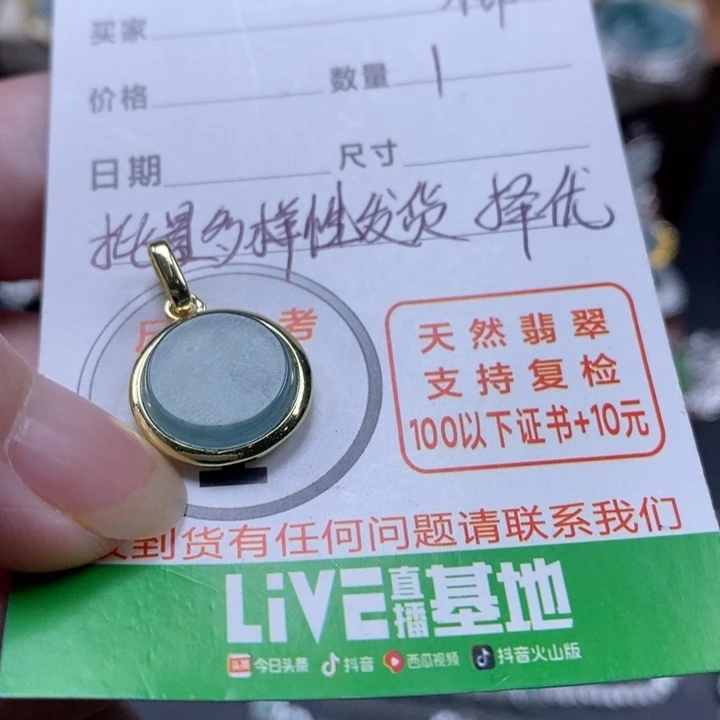 买家
价格 数量 1
日期 尺寸
批量多样性发货 择优
考
天然翡翠
支持复检
100以下证书+10元
到货有任何问题请联系我们
LiVE直播基地
头条 今日头条 抖音 西瓜视频 抖音火山版